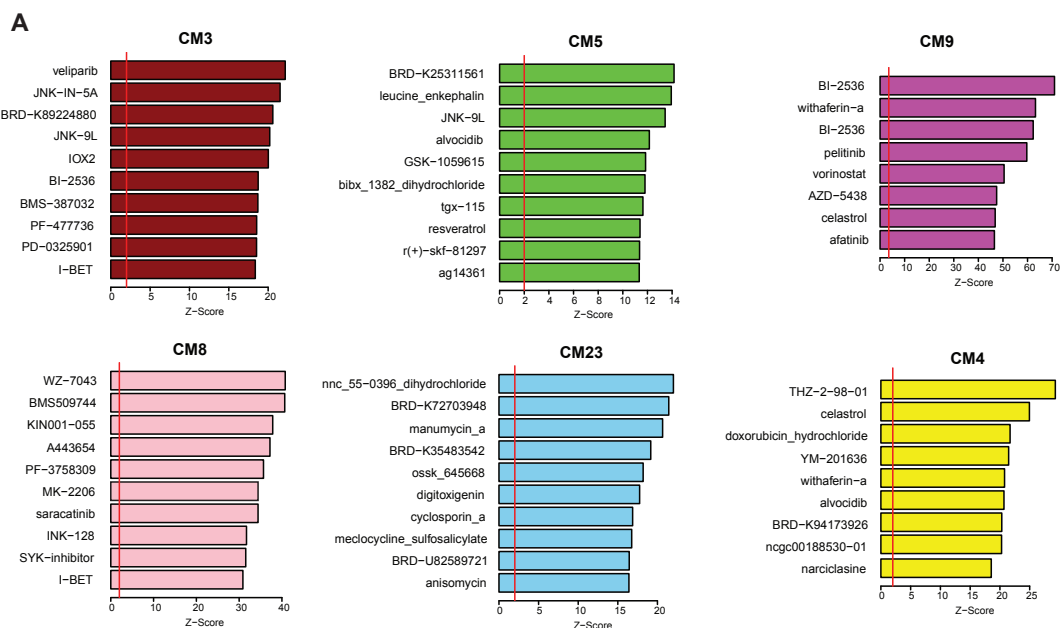 A
CM3
veliparib
JNK−IN−5A
BRD−K89224880
JNK−9L
IOX2
BI−2536
BMS−387032
PF−477736
PD−0325901
I−BET
0 5 10 15 20
Z−Score
CM5
BRD−K25311561
leucine_enkephalin
JNK−9L
alvocidib
GSK−1059615
bibx_1382_dihydrochloride
tgx−115
resveratrol
r(+)−skf−81297
ag14361
0 2 4 6 8 10 12 14
Z−Score
CM9
BI−2536
withaferin−a
BI−2536
pelitinib
vorinostat
AZD−5438
celastrol
afatinib
0 10 20 30 40 50 60 70
Z−Score
CM8
WZ−7043
BMS509744
KIN001−055
A443654
PF−3758309
MK−2206
saracatinib
INK−128
SYK−inhibitor
I−BET
0 10 20 30 40
Z−Score
CM23
nnc_55−0396_dihydrochloride
BRD−K72703948
manumycin_a
BRD−K35483542
ossk_645668
digitoxigenin
cyclosporin_a
meclocycline_sulfosalicylate
BRD−U82589721
anisomycin
0 5 10 15 20
Z−Score
CM4
THZ−2−98−01
celastrol
doxorubicin_hydrochloride
YM−201636
withaferin−a
alvocidib
BRD−K94173926
ncgc00188530−01
narciclasine
0 5 10 15 20 25
Z−Score